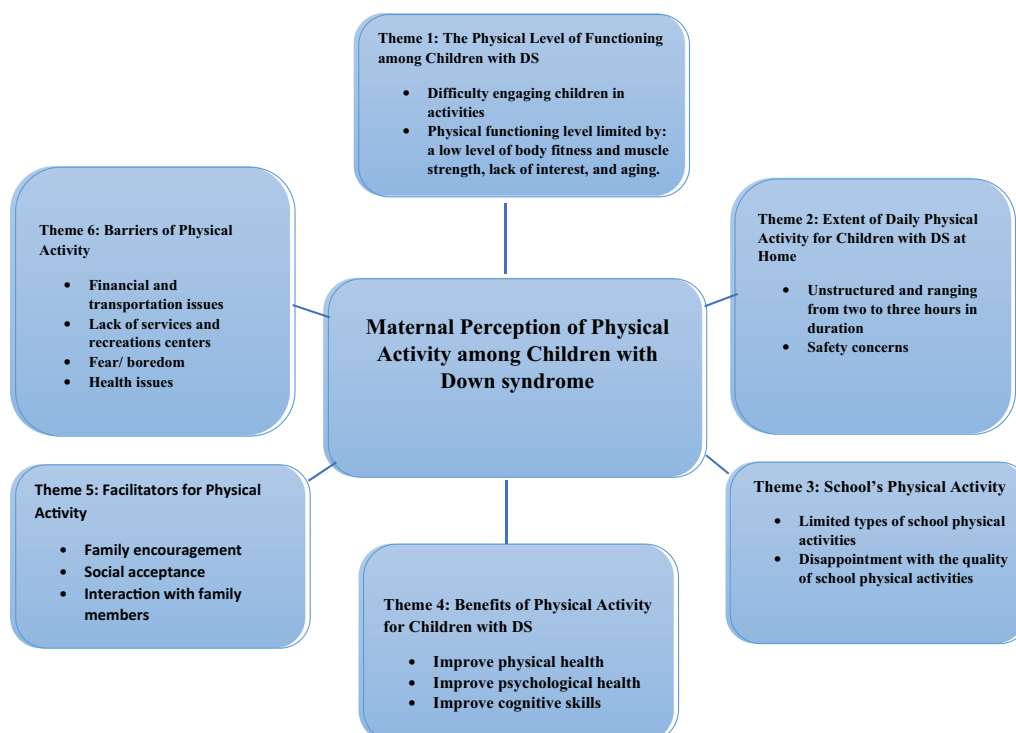 Theme 1: The Physical Level of Functioning
among Children with DS
• Difficulty engaging children in
activities
• Physical functioning level limited by:
a low level of body fitness and muscle
strength, lack of interest, and aging.
Theme 6: Barriers of Physical
Activity
• Financial and
transportation issues
• Lack of services and
recreations centers
• Fear/ boredom
• Health issues
Maternal Perception of Physical
Activity among Children with
Down syndrome
Theme 2: Extent of Daily Physical
Activity for Children with DS at
Home
• Unstructured and ranging
from two to three hours in
duration
• Safety concerns
Theme 5: Facilitators for Physical
Activity
• Family encouragement
• Social acceptance
• Interaction with family
members
Theme 4: Benefits of Physical Activity
for Children with DS
• Improve physical health
• Improve psychological health
• Improve cognitive skills
Theme 3: School’s Physical Activity
• Limited types of school physical
activities
• Disappointment with the quality
of school physical activities